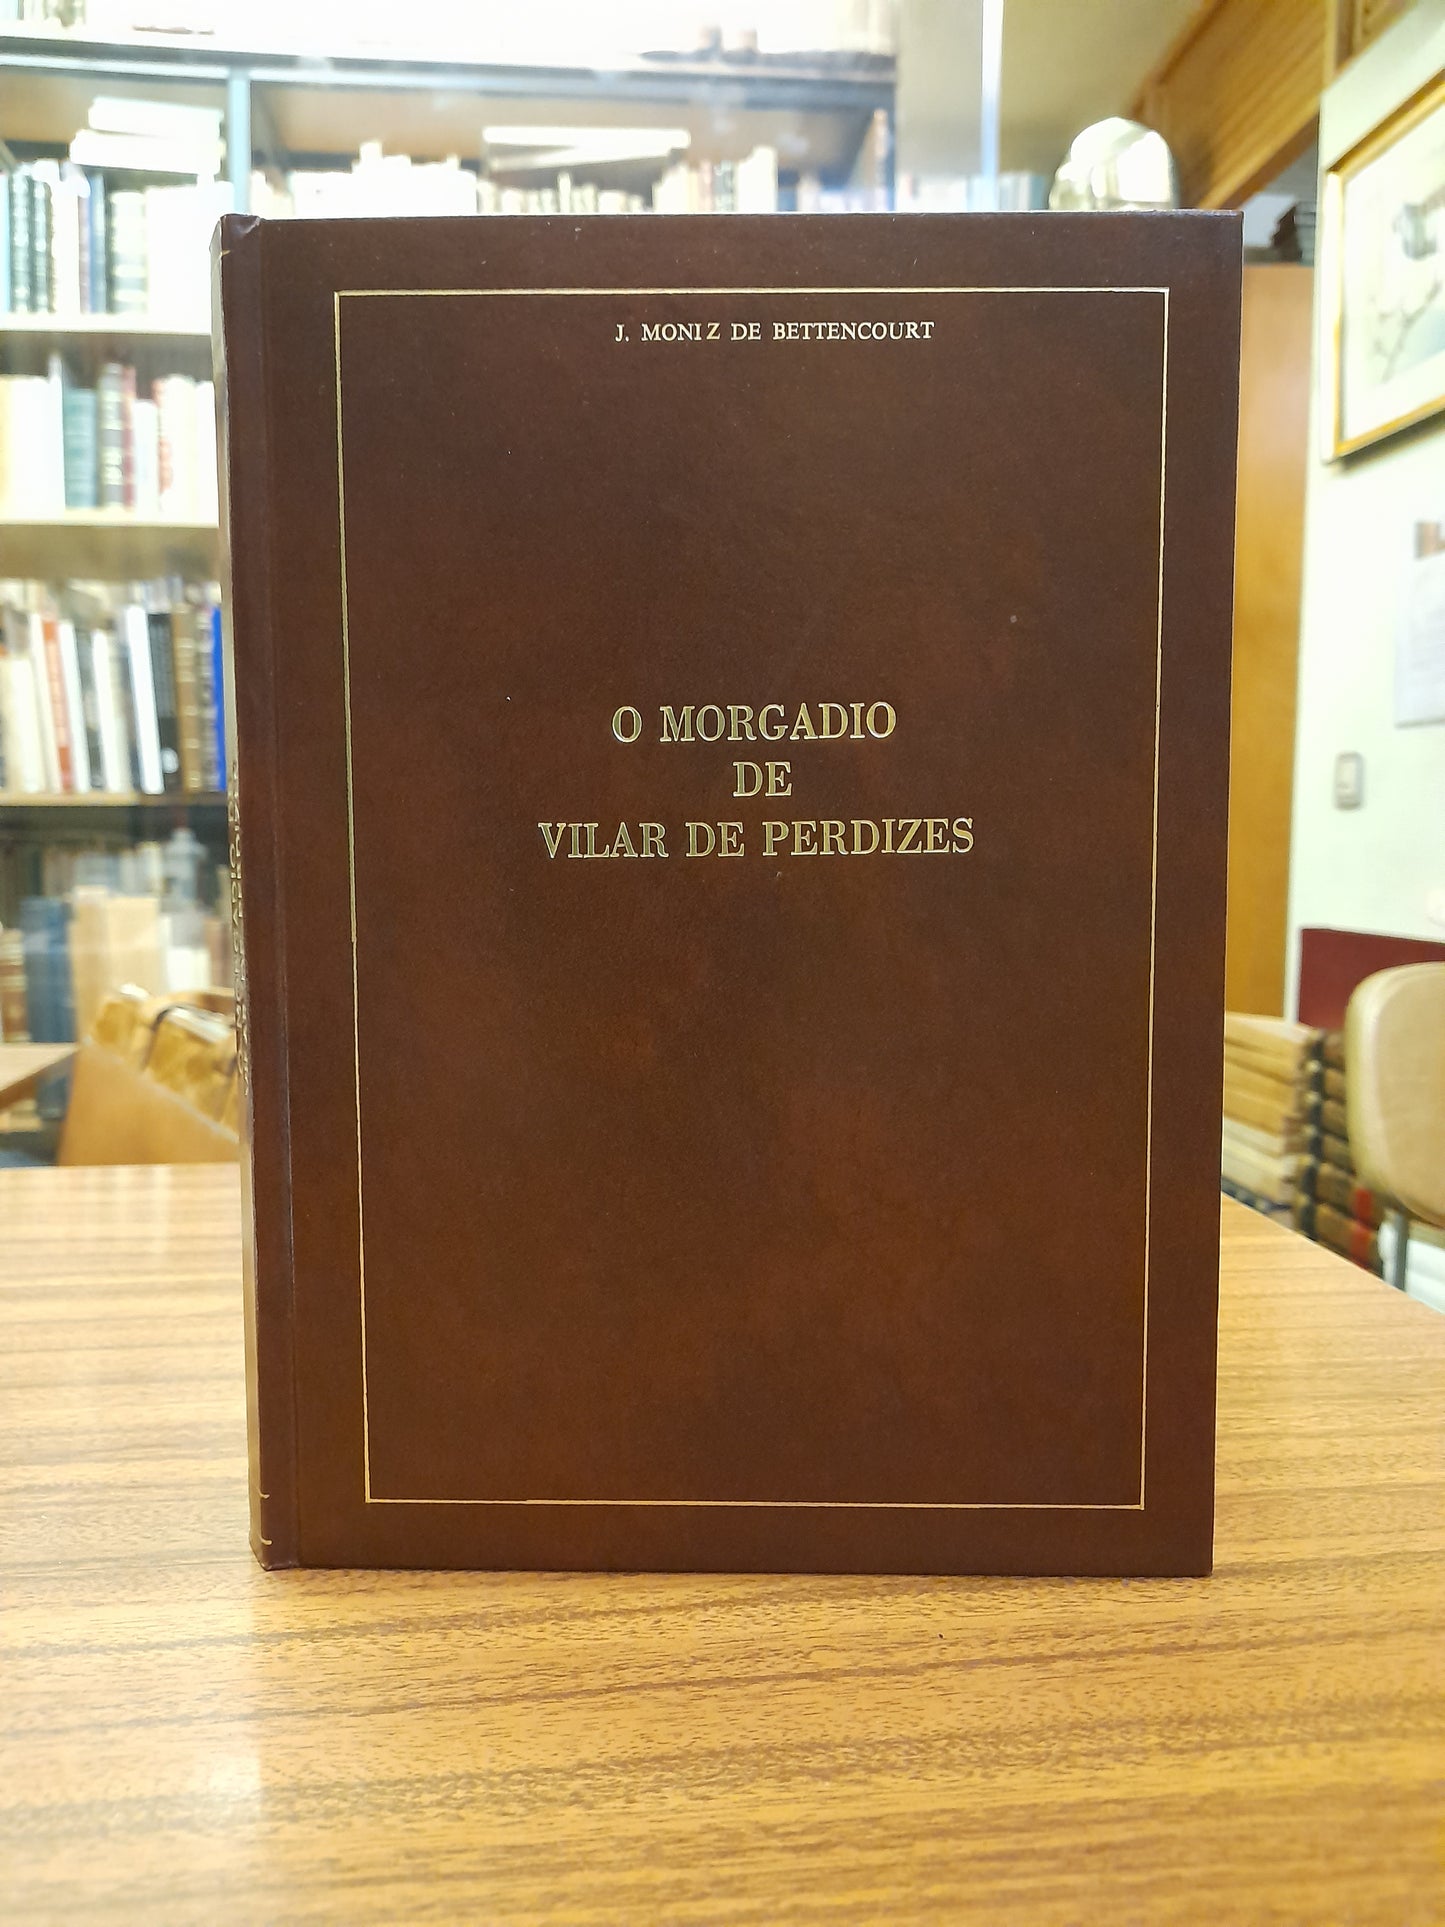 J. MONIZ DE BETTENCOURT
O MORGADIO
DE
VILAR DE PERDIZES